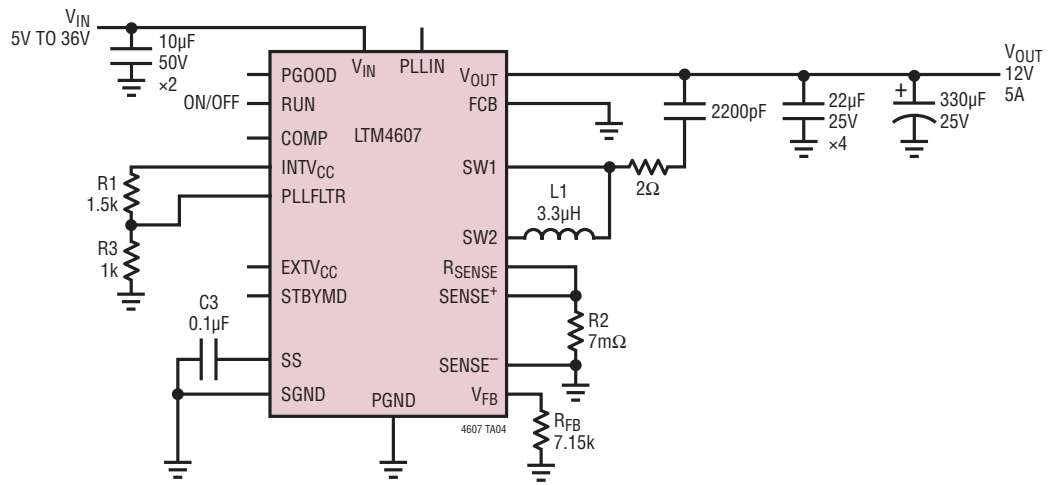 VIN
5V TO 36V
10µF
50V
×2
VIN
PLLIN
PGOOD
RUN
ON/OFF
COMP
LTM4607
INTVCC
PLLFLTR
R1
1.5k
R3
1k
EXTVCC
STBYMD
C3
0.1µF
SS
SGND
PGND
VOUT
FCB
SW1
SW2
RSENSE
SENSE+
SENSE–
VFB
4607 TA04
L1
3.3µH
2Ω
2200pF
22µF
25V
×4
+
330µF
25V
VOUT
12V
5A
R2
7mΩ
RFB
7.15k